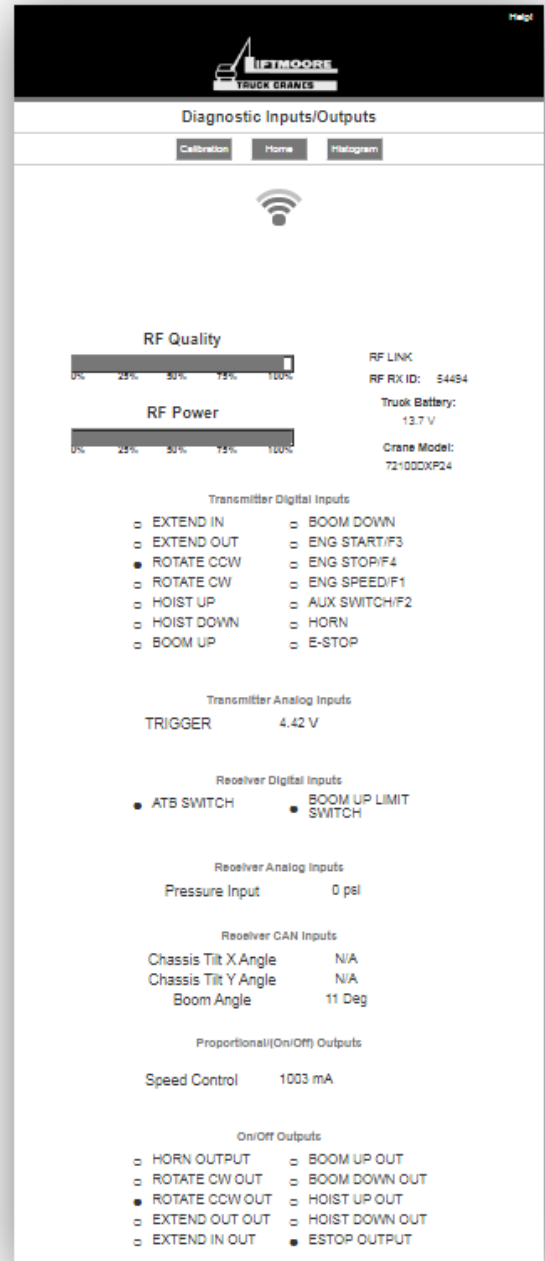 Help!
LIFTMOORE
TRUCK CRANES
Diagnostic Inputs/Outputs
Calibration Home Histogram
RF Quality
0% 25% 50% 75% 100%
RF LINK
RF RX ID: 54494
Truck Battery:
13.7 V
RF Power
0% 25% 50% 75% 100%
Crane Model:
72100DXP24
Transmitter Digital Inputs
EXTEND IN BOOM DOWN
EXTEND OUT ENG START/F3
ROTATE CCW ENG STOP/F4
ROTATE CW ENG SPEED/F1
HOIST UP AUX SWITCH/F2
HOIST DOWN HORN
BOOM UP E-STOP
Transmitter Analog Inputs
TRIGGER 4.42 V
Receiver Digital Inputs
ATB SWITCH BOOM UP LIMIT
SWITCH
Receiver Analog Inputs
Pressure Input 0 psi
Receiver CAN Inputs
Chassis Tilt X Angle N/A
Chassis Tilt Y Angle N/A
Boom Angle 11 Deg
Proportional/(On/Off) Outputs
Speed Control 1003 mA
On/Off Outputs
HORN OUTPUT BOOM UP OUT
ROTATE CW OUT BOOM DOWN OUT
ROTATE CCW OUT HOIST UP OUT
EXTEND OUT OUT HOIST DOWN OUT
EXTEND IN OUT ESTOP OUTPUT